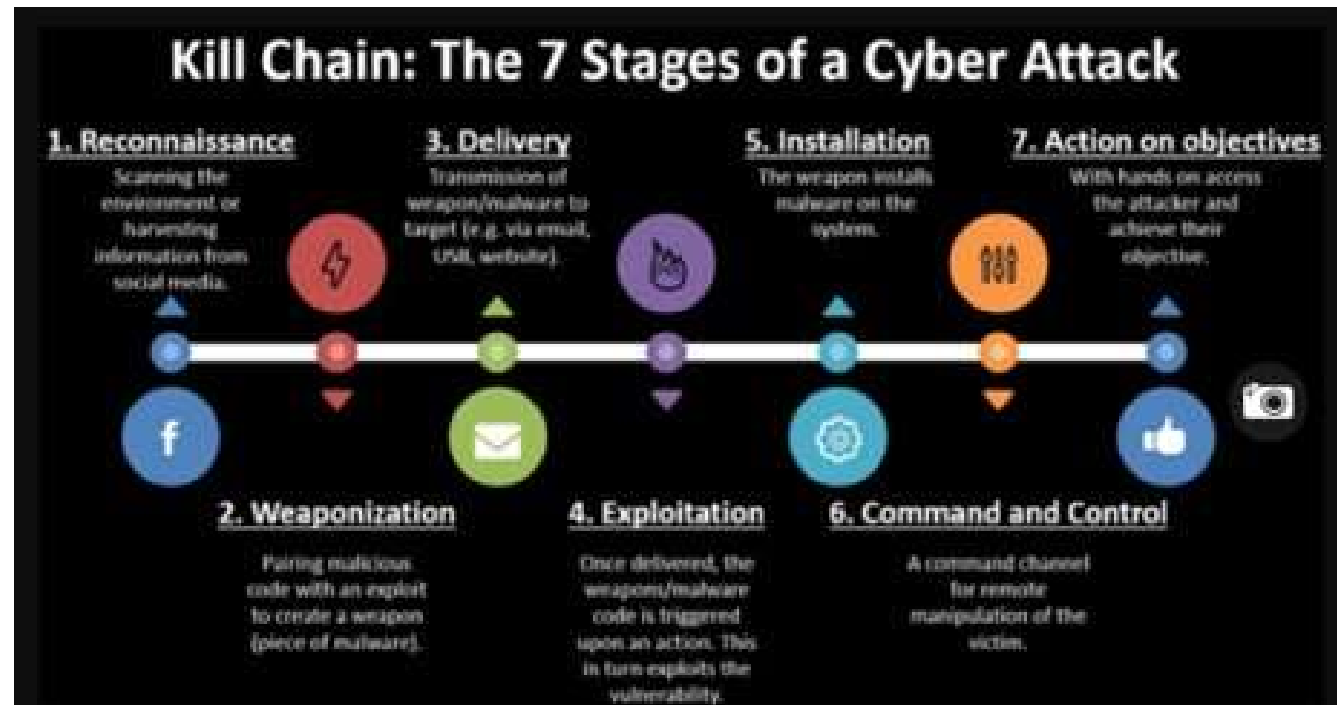 Kill Chain: The 7 Stages of a Cyber Attack
1. Reconnaissance
Scanning the
environment or
harvesting
information from
social media.
2. Weaponization
Pairing malicious
code with an exploit
to create a weapon
(piece of malware).
3. Delivery
Transmission of
weapon/malware to
target (e.g. via email,
USB, website).
4. Exploitation
Once delivered, the
weapons/malware
code is triggered
upon an action. This
in turn exploits the
vulnerability.
5. Installation
The weapon installs
malware on the
system.
6. Command and Control
A command channel
for remote
manipulation of the
victim.
7. Action on objectives
With hands on access
the attacker and
achieve their
objective.
f